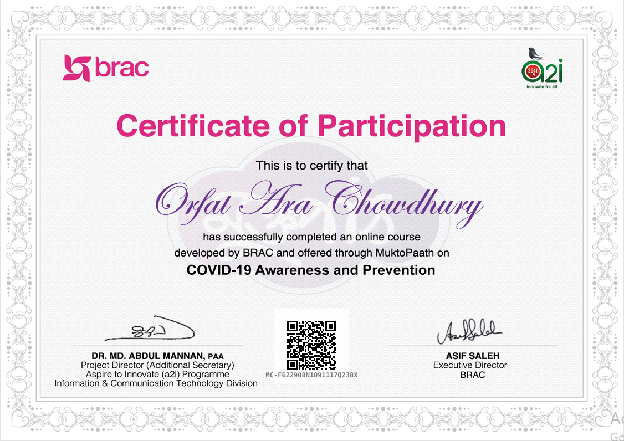 brac
a2i
Certificate of Participation
This is to certify that
Orfat Ara Chowdhury
has successfully completed an online course
developed by BRAC and offered through MuktoPaath on
COVID-19 Awareness and Prevention
DR. MD. ABDUL MANNAN, PAA
Project Director (Additional Secretary)
Aspire to Innovate (a2i) Programme
Information & Communication Technology Division
ASIF SALEH
Executive Director
BRAC